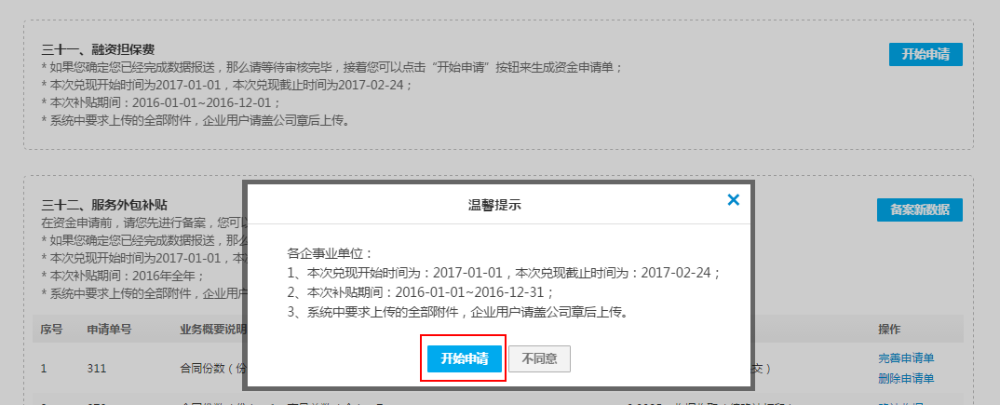 三十一、融资担保费
开始申请
* 如果您确定您已经完成数据报送，那么请等待审核完毕，接着您可以点击“开始申请”按钮来生成资金申请单；
* 本次兑现开始时间为2017-01-01，本次兑现截止时间为2017-02-24；
* 本次补贴期间：2016-01-01~2016-12-01；
* 系统中要求上传的全部附件，企业用户请盖公司章后上传。
三十二、服务外包补贴
备案新数据
在资金申请前，请您先进行备案，您可以
* 如果您确定您已经完成数据报送，那么
* 本次兑现开始时间为2017-01-01，本
* 本次补贴期间：2016年全年；
* 系统中要求上传的全部附件，企业用户
温馨提示
×
各企事业单位：
1、本次兑现开始时间为：2017-01-01，本次兑现截止时间为：2017-02-24；
2、本次补贴期间：2016-01-01~2016-12-31；
3、系统中要求上传的全部附件，企业用户请盖公司章后上传。
开始申请 不同意
序号 申请单号 业务概要说明 操作
1 311 合同份数（份 交） 完善申请单
删除申请单